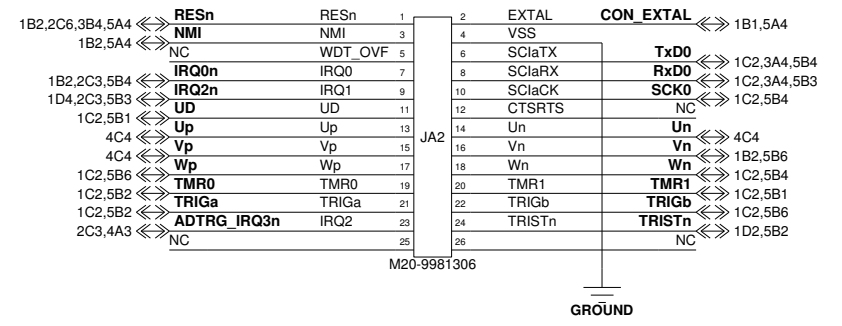 1B2,2C6,3B4,5A4 RESn RESn 1 2 EXTAL CON_EXTAL 1B1,5A4
1B2,5A4 NMI NMI 3 4 VSS
NC WDT_OVF 5 6 SCIaTX TxD0 1C2,3A4,5B4
1B2,2C3,5B4 IRQ0n IRQ0 7 8 SCIaRX RxD0 1C2,3A4,5B3
1D4,2C3,5B3 IRQ2n IRQ1 9 10 SCIaCK SCK0 1C2,5B4
1C2,5B1 UD UD 11 12 CTSRTS NC
4C4 Up Up 13 JA2 14 Un Un 4C4
4C4 Vp Vp 15 16 Vn Vn 1B2,5B6
1C2,5B6 Wp Wp 17 18 Wn Wn 1C2,5B4
1C2,5B2 TMR0 TMR0 19 20 TMR1 TMR1 1C2,5B1
1C2,5B2 TRIGa TRIGa 21 22 TRIGb TRIGb 1C2,5B6
2C3,4A3 ADTRG_IRQ3n IRQ2 23 24 TRISTn TRISTn 1D2,5B2
NC 25 26 NC
M20-9981306
GROUND